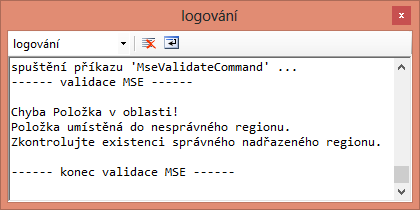 logování
logování
spuštění příkazu 'MseValidateCommand' ...
------ validace MSE ------

Chyba Položka v oblasti!
Položka umístěná do nesprávného regionu.
Zkontrolujte existenci správného nadřazeného regionu.

------ konec validace MSE ------